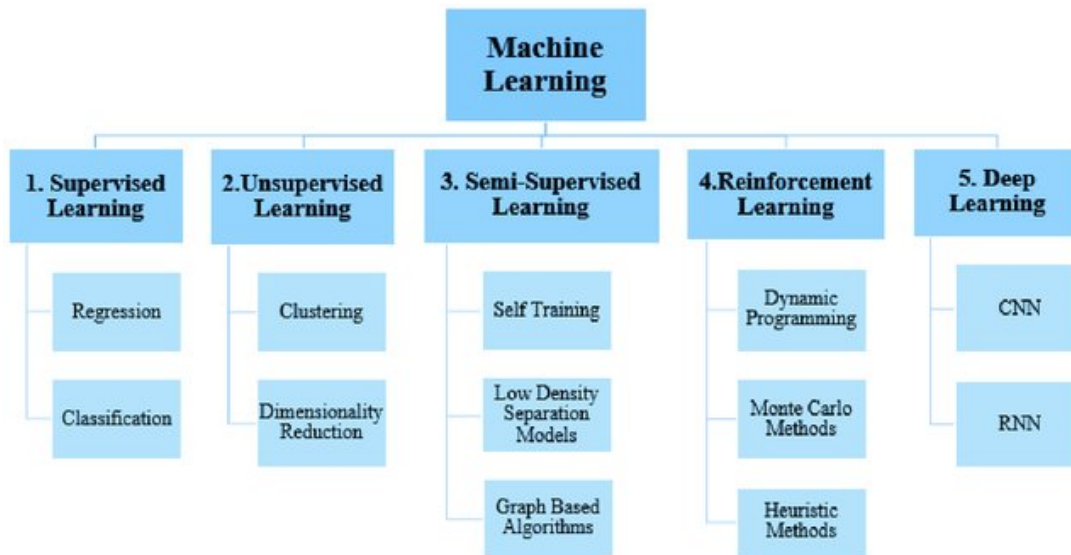 Machine
Learning
1. Supervised
Learning
2.Unsupervised
Learning
3. Semi-Supervised
Learning
4.Reinforcement
Learning
5. Deep
Learning
Regression
Classification
Clustering
Dimensionality
Reduction
Self Training
Low Density
Separation
Models
Graph Based
Algorithms
Dynamic
Programming
Monte Carlo
Methods
Heuristic
Methods
CNN
RNN